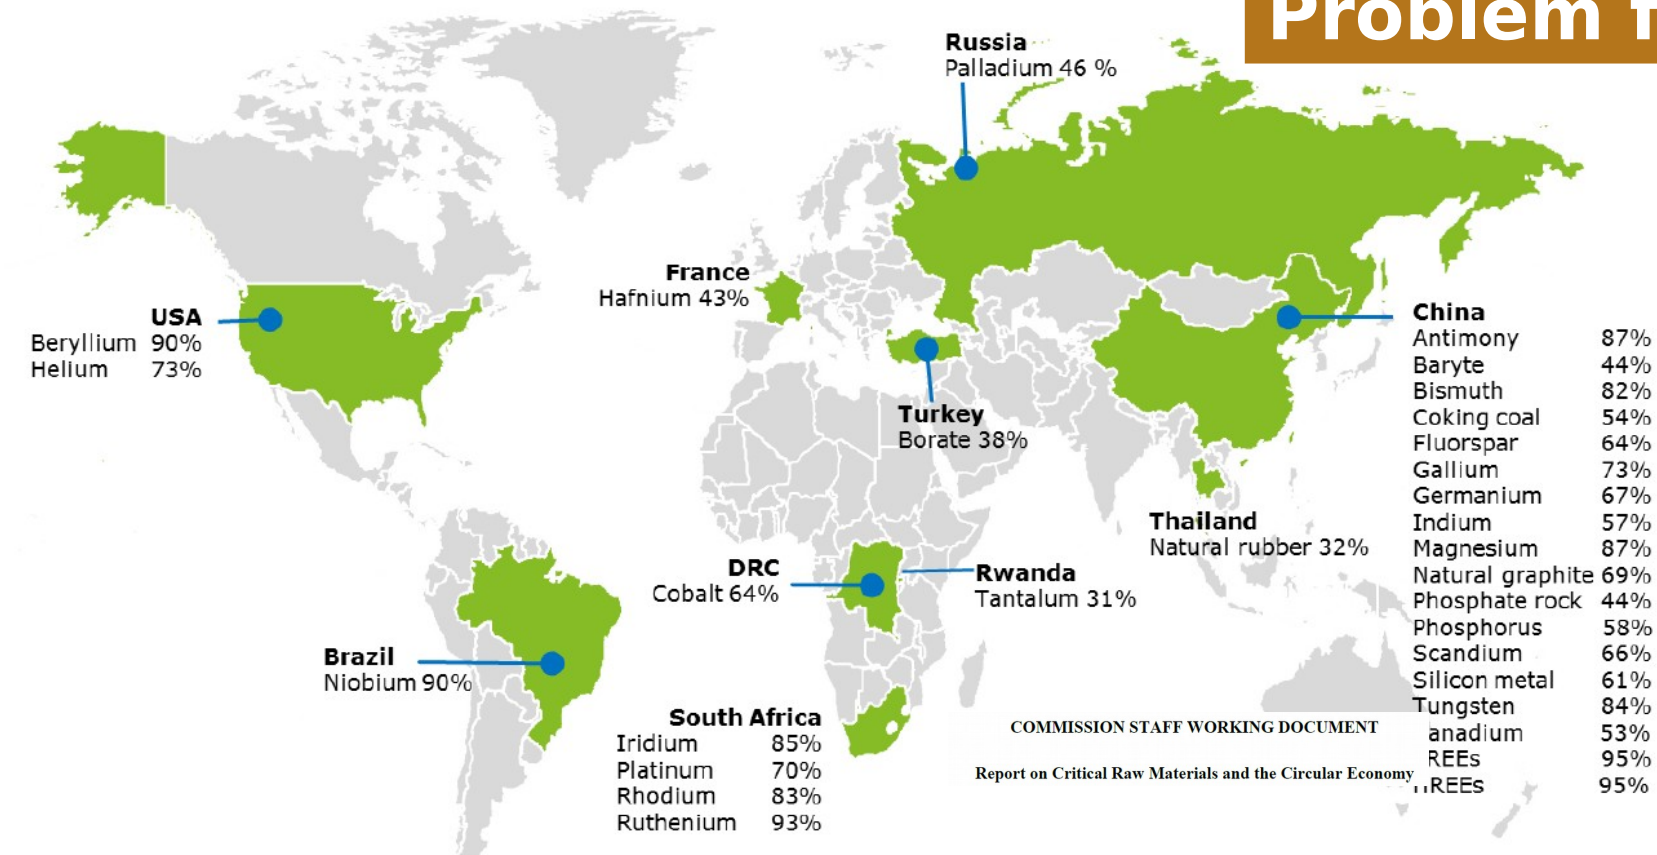 Problem f
Russia
Palladium 46 %
France
Hafnium 43%
USA
Beryllium 90%
Helium 73%
China
Antimony 87%
Baryte 44%
Bismuth 82%
Coking coal 54%
Fluorspar 64%
Gallium 73%
Germanium 67%
Indium 57%
Magnesium 87%
Natural graphite 69%
Phosphate rock 44%
Phosphorus 58%
Scandium 66%
Silicon metal 61%
Tungsten 84%
anadium 53%
REEs 95%
REEs 95%
Turkey
Borate 38%
Thailand
Natural rubber 32%
DRC
Cobalt 64%
Rwanda
Tantalum 31%
Brazil
Niobium 90%
South Africa
Iridium 85%
Platinum 70%
Rhodium 83%
Ruthenium 93%
COMMISSION STAFF WORKING DOCUMENT
Report on Critical Raw Materials and the Circular Economy